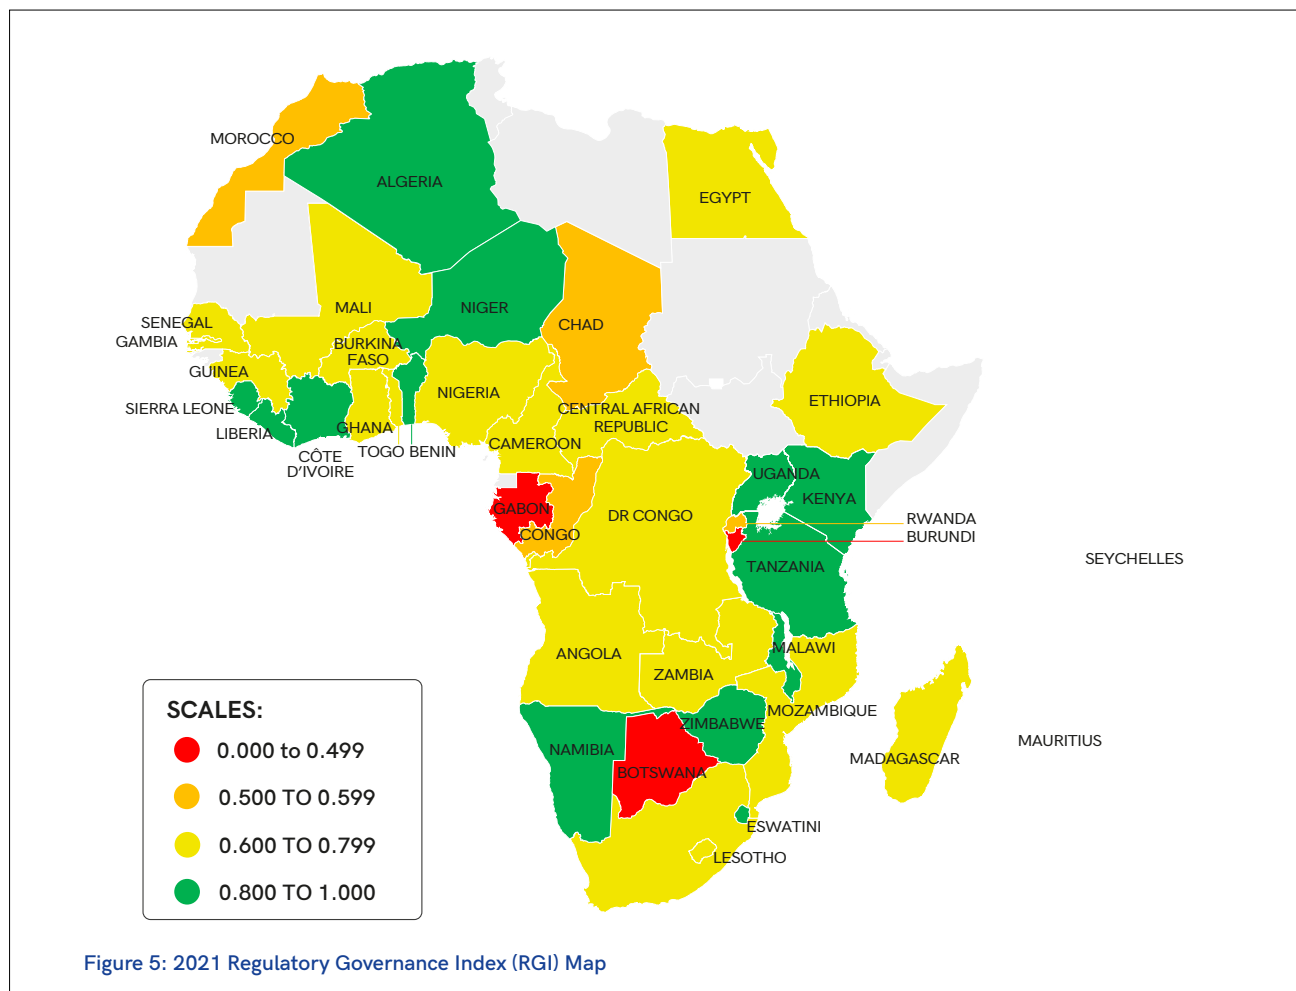 MOROCCO
ALGERIA
EGYPT
MALI
NIGER
CHAD
SENEGAL
GAMBIA
BURKINA
FASO
GUINEA
NIGERIA
ETHIOPIA
SIERRA LEONE
LIBERIA
CÔTE
D'IVOIRE
GHANA
TOGO
BENIN
CENTRAL AFRICAN
REPUBLIC
CAMEROON
UGANDA
KENYA
GABON
CONGO
DR CONGO
RWANDA
BURUNDI
TANZANIA
SEYCHELLES
ANGOLA
ZAMBIA
MALAWI
MOZAMBIQUE
ZIMBABWE
NAMIBIA
BOTSWANA
MADAGASCAR
MAURITIUS
ESWATINI
LESOTHO
SCALES:
0.000 to 0.499
0.500 TO 0.599
0.600 TO 0.799
0.800 TO 1.000
Figure 5: 2021 Regulatory Governance Index (RGI) Map